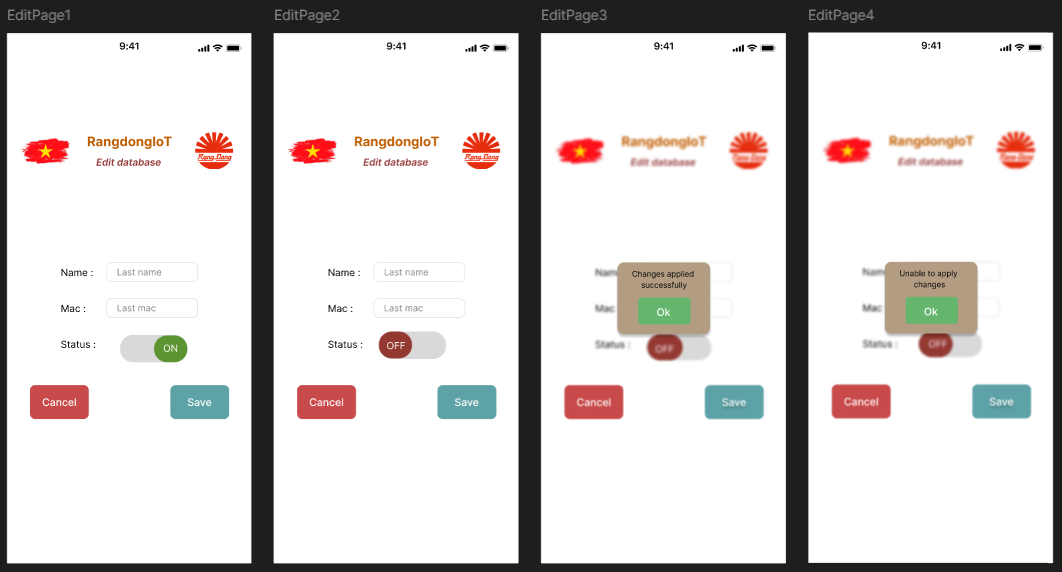 EditPage1
9:41
RangdongIoT
Rang-Dong
Edit database
Name :
Last name
Mac :
Last mac
Status :
ON
Cancel
Save
EditPage2
9:41
RangdongIoT
Rang-Dong
Edit database
Name :
Last name
Mac :
Last mac
Status :
OFF
Cancel
Save
EditPage3
9:41
RangdongIoT
Rang-Dong
Edit database
Nam
Changes applied
successfully
Mac :
Ok
Status :
OFF
Cancel
Save
EditPage4
9:41
RangdongIoT
Rang-Dong
Edit database
Nam
Unable to apply
changes
Mac :
Ok
Status :
OFF
Cancel
Save